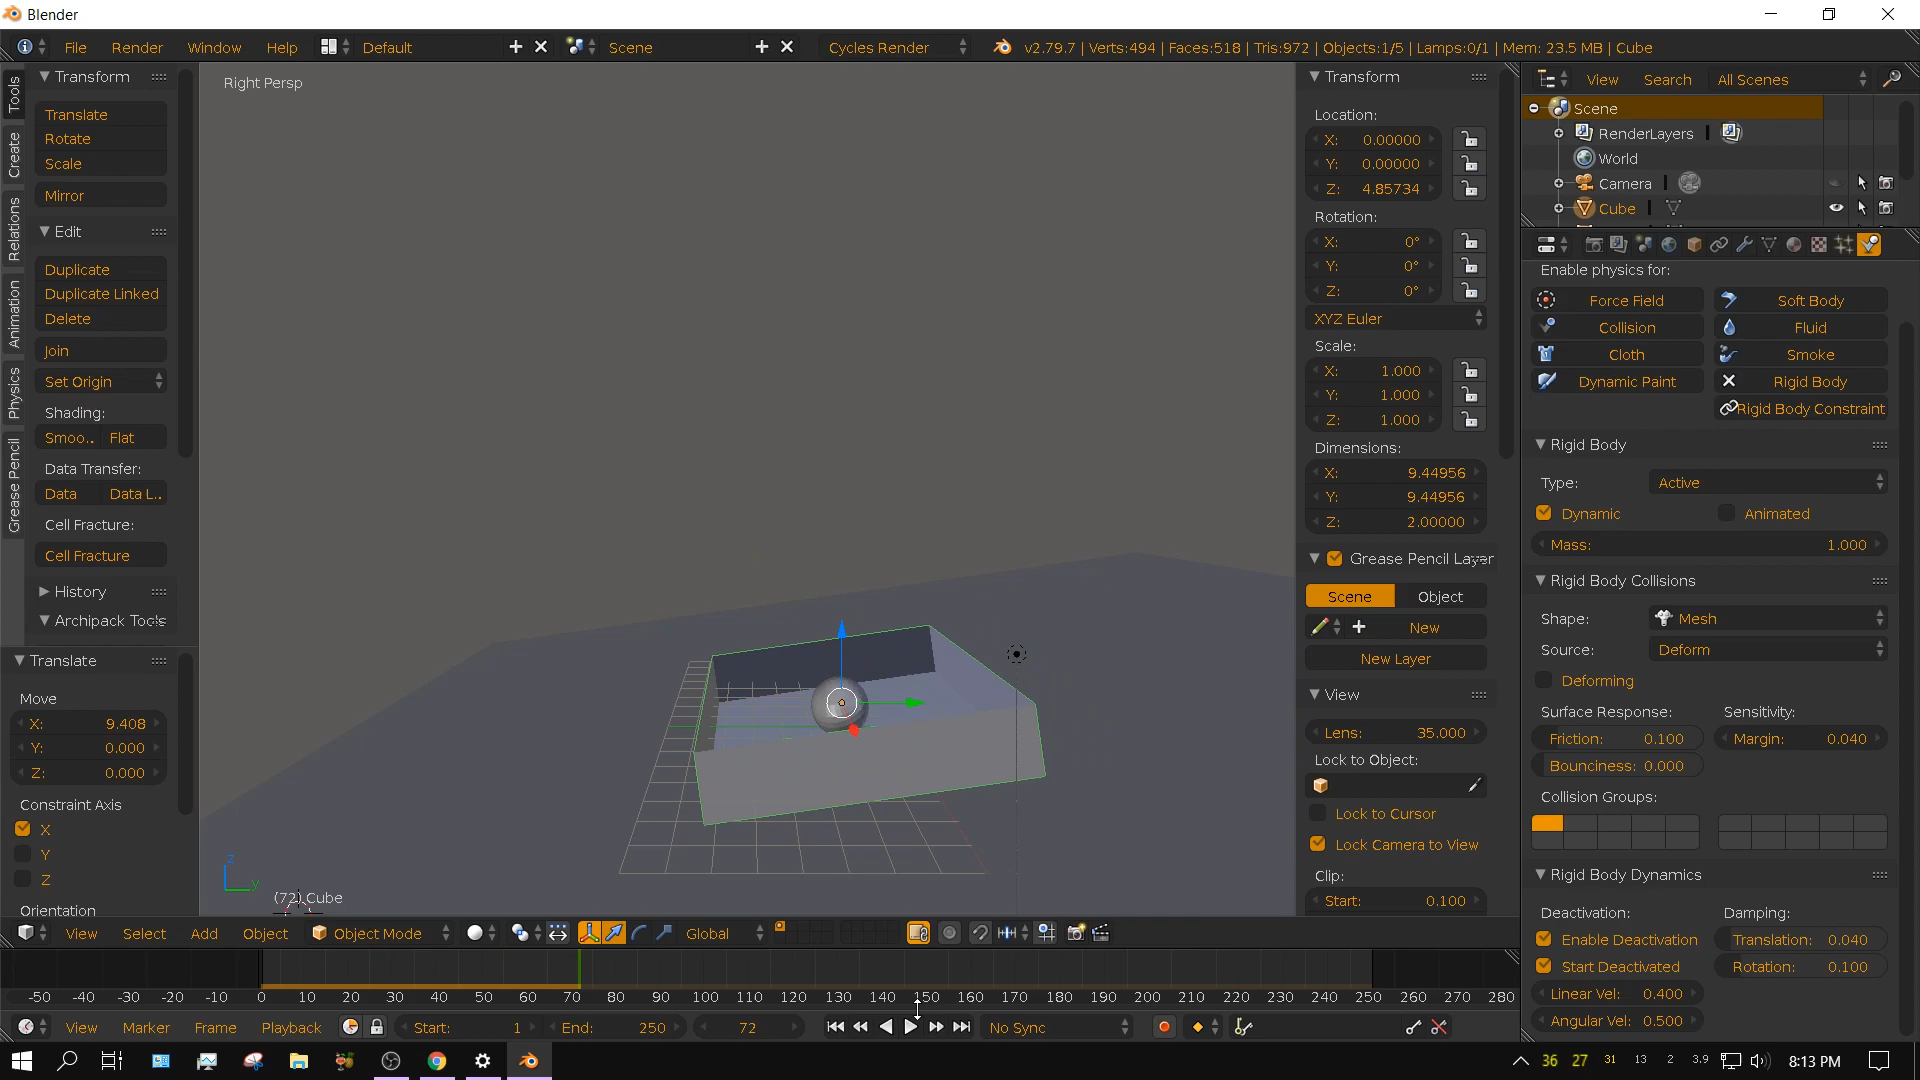 Blender
File Render Window Help Default Scene Cycles Render v2.79.7 | Verts:494 | Faces:518 | Tris:972 | Objects:1/5 | Lamps:0/1 | Mem: 23.5 MB | Cube
Tools
Create
Relations
Animation
Physics
Grease Pencil
Transform
Translate
Rotate
Scale
Mirror
Edit
Duplicate
Duplicate Linked
Delete
Join
Set Origin
Shading:
Smoo.. Flat
Data Transfer:
Data Data L..
Cell Fracture:
Cell Fracture
History
Archipack Tools
Translate
Move
X: 9.408
Y: 0.000
Z: 0.000
Constraint Axis
X
Y
Z
Orientation
Right Persp
z
y
(72) Cube
Transform
Location:
X: 0.00000
Y: 0.00000
Z: 4.85734
Rotation:
X: 0°
Y: 0°
Z: 0°
XYZ Euler
Scale:
X: 1.000
Y: 1.000
Z: 1.000
Dimensions:
X: 9.44956
Y: 9.44956
Z: 2.00000
Grease Pencil Layer
Scene Object
New
New Layer
View
Lens: 35.000
Lock to Object:
Lock to Cursor
Lock Camera to View
Clip:
Start: 0.100
View Search All Scenes
Scene
RenderLayers
World
Camera
Cube
Enable physics for:
Force Field Soft Body
Collision Fluid
Cloth Smoke
Dynamic Paint Rigid Body
Rigid Body Constraint
Rigid Body
Type: Active
Dynamic Animated
Mass: 1.000
Rigid Body Collisions
Shape: Mesh
Source: Deform
Deforming
Surface Response: Sensitivity:
Friction: 0.100 Margin: 0.040
Bounciness: 0.000
Collision Groups:
Rigid Body Dynamics
Deactivation: Damping:
Enable Deactivation Translation: 0.040
Start Deactivated Rotation: 0.100
Linear Vel: 0.400
Angular Vel: 0.500
View Select Add Object Object Mode Global
-50 -40 -30 -20 -10 0 10 20 30 40 50 60 70 80 90 100 110 120 130 140 150 160 170 180 190 200 210 220 230 240 250 260 270 280
View Marker Frame Playback Start: 1 End: 250 72 No Sync
36 27 31 13 2 3.9 8:13 PM